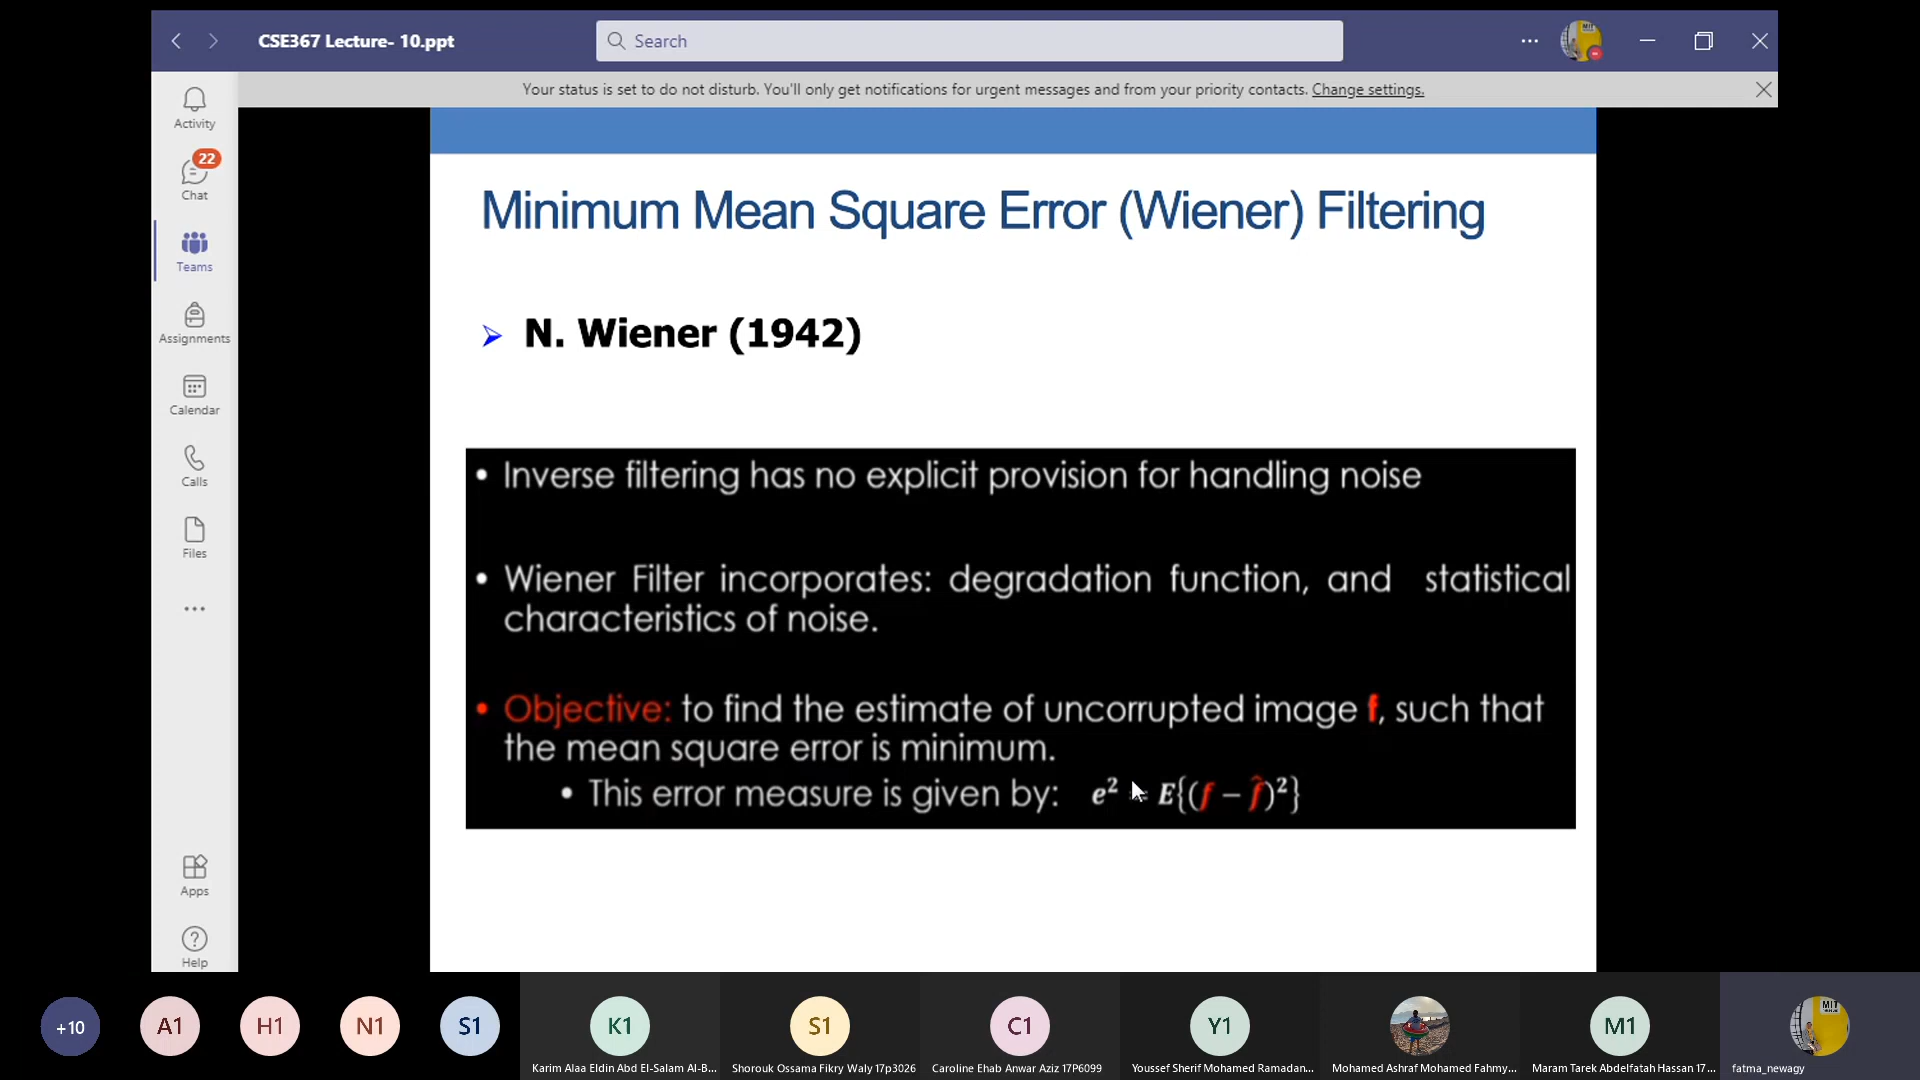 CSE367 Lecture- 10.ppt
Search
Your status is set to do not disturb. You'll only get notifications for urgent messages and from your priority contacts. Change settings.
Activity
22
Chat
Teams
Assignments
Calendar
Calls
Files
Apps
Help
Minimum Mean Square Error (Wiener) Filtering
➢ N. Wiener (1942)
• Inverse filtering has no explicit provision for handling noise
• Wiener Filter incorporates: degradation function, and statistical
characteristics of noise.
• Objective: to find the estimate of uncorrupted image f, such that
the mean square error is minimum.
• This error measure is given by: e² = E{(f − f̂)²}
+10
A1
H1
N1
S1
K1
S1
C1
Y1
M1
MIT
Karim Alaa Eldin Abd El-Salam Al-B...
Shorouk Ossama Fikry Waly 17p3026
Caroline Ehab Anwar Aziz 17P6099
Youssef Sherif Mohamed Ramadan...
Mohamed Ashraf Mohamed Fahmy...
Maram Tarek Abdelfatah Hassan 17...
fatma_newagy